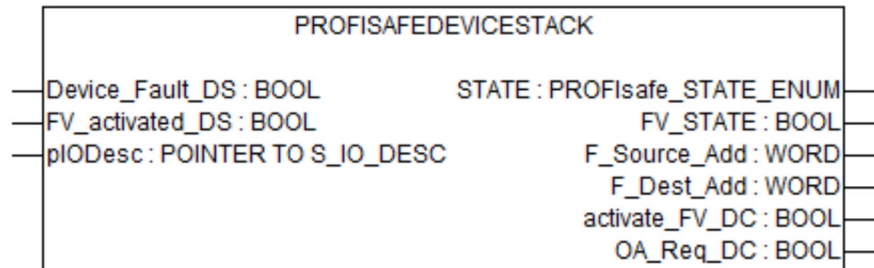 PROFISAFEDEVICESTACK
Device_Fault_DS : BOOL STATE : PROFIsafe_STATE_ENUM
FV_activated_DS : BOOL FV_STATE : BOOL
pIODesc : POINTER TO S_IO_DESC F_Source_Add : WORD
F_Dest_Add : WORD
activate_FV_DC : BOOL
OA_Req_DC : BOOL